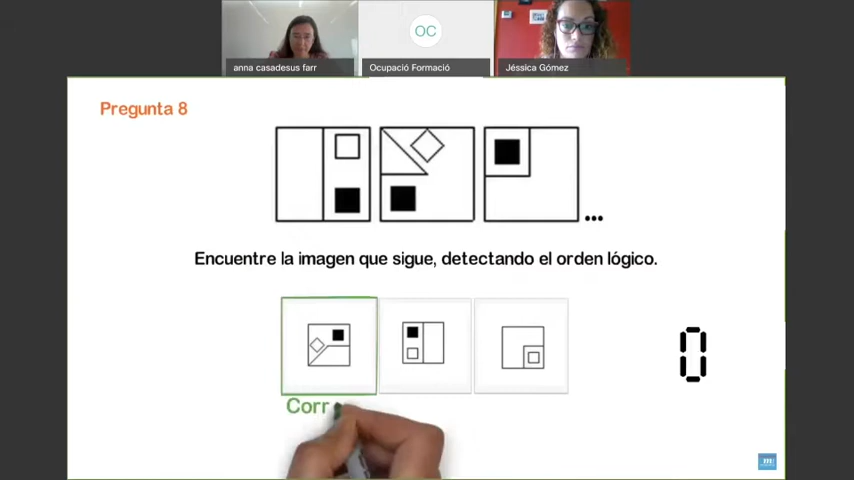 OC
anna casadesus farr
Ocupació Formació
Jéssica Gómez
Pregunta 8
...
Encuentre la imagen que sigue, detectando el orden lógico.
0
Corr